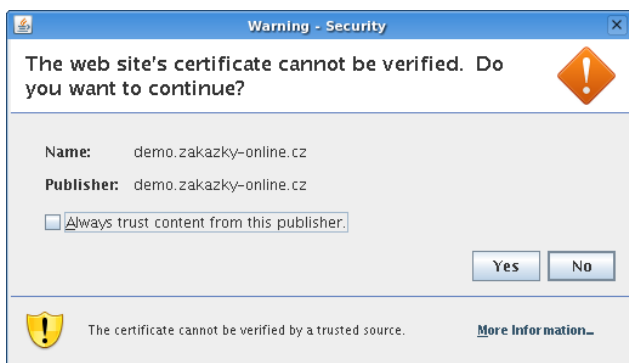 Warning - Security
The web site's certificate cannot be verified. Do
you want to continue?
Name: demo.zakazky-online.cz
Publisher: demo.zakazky-online.cz
Always trust content from this publisher.
Yes No
The certificate cannot be verified by a trusted source. More Information...